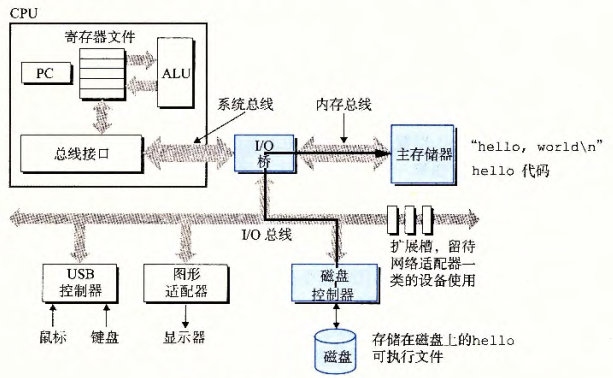 CPU
寄存器文件
PC
ALU
系统总线
内存总线
总线接口
I/O
桥
主存储器
“hello, world\n”
hello 代码
I/O 总线
扩展槽，留待
网络适配器一
类的设备使用
USB
控制器
图形
适配器
磁盘
控制器
鼠标
键盘
显示器
磁盘
存储在磁盘上的hello
可执行文件